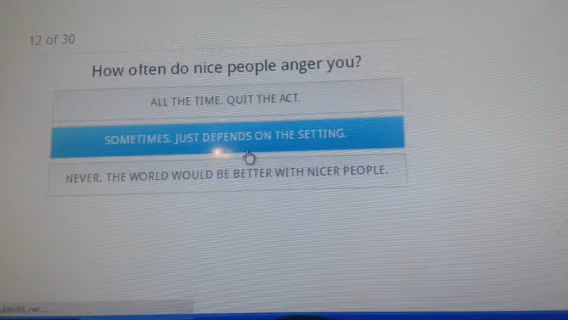 12 of 30
How often do nice people anger you?
ALL THE TIME. QUIT THE ACT.
SOMETIMES. JUST DEPENDS ON THE SETTING.
NEVER. THE WORLD WOULD BE BETTER WITH NICER PEOPLE.